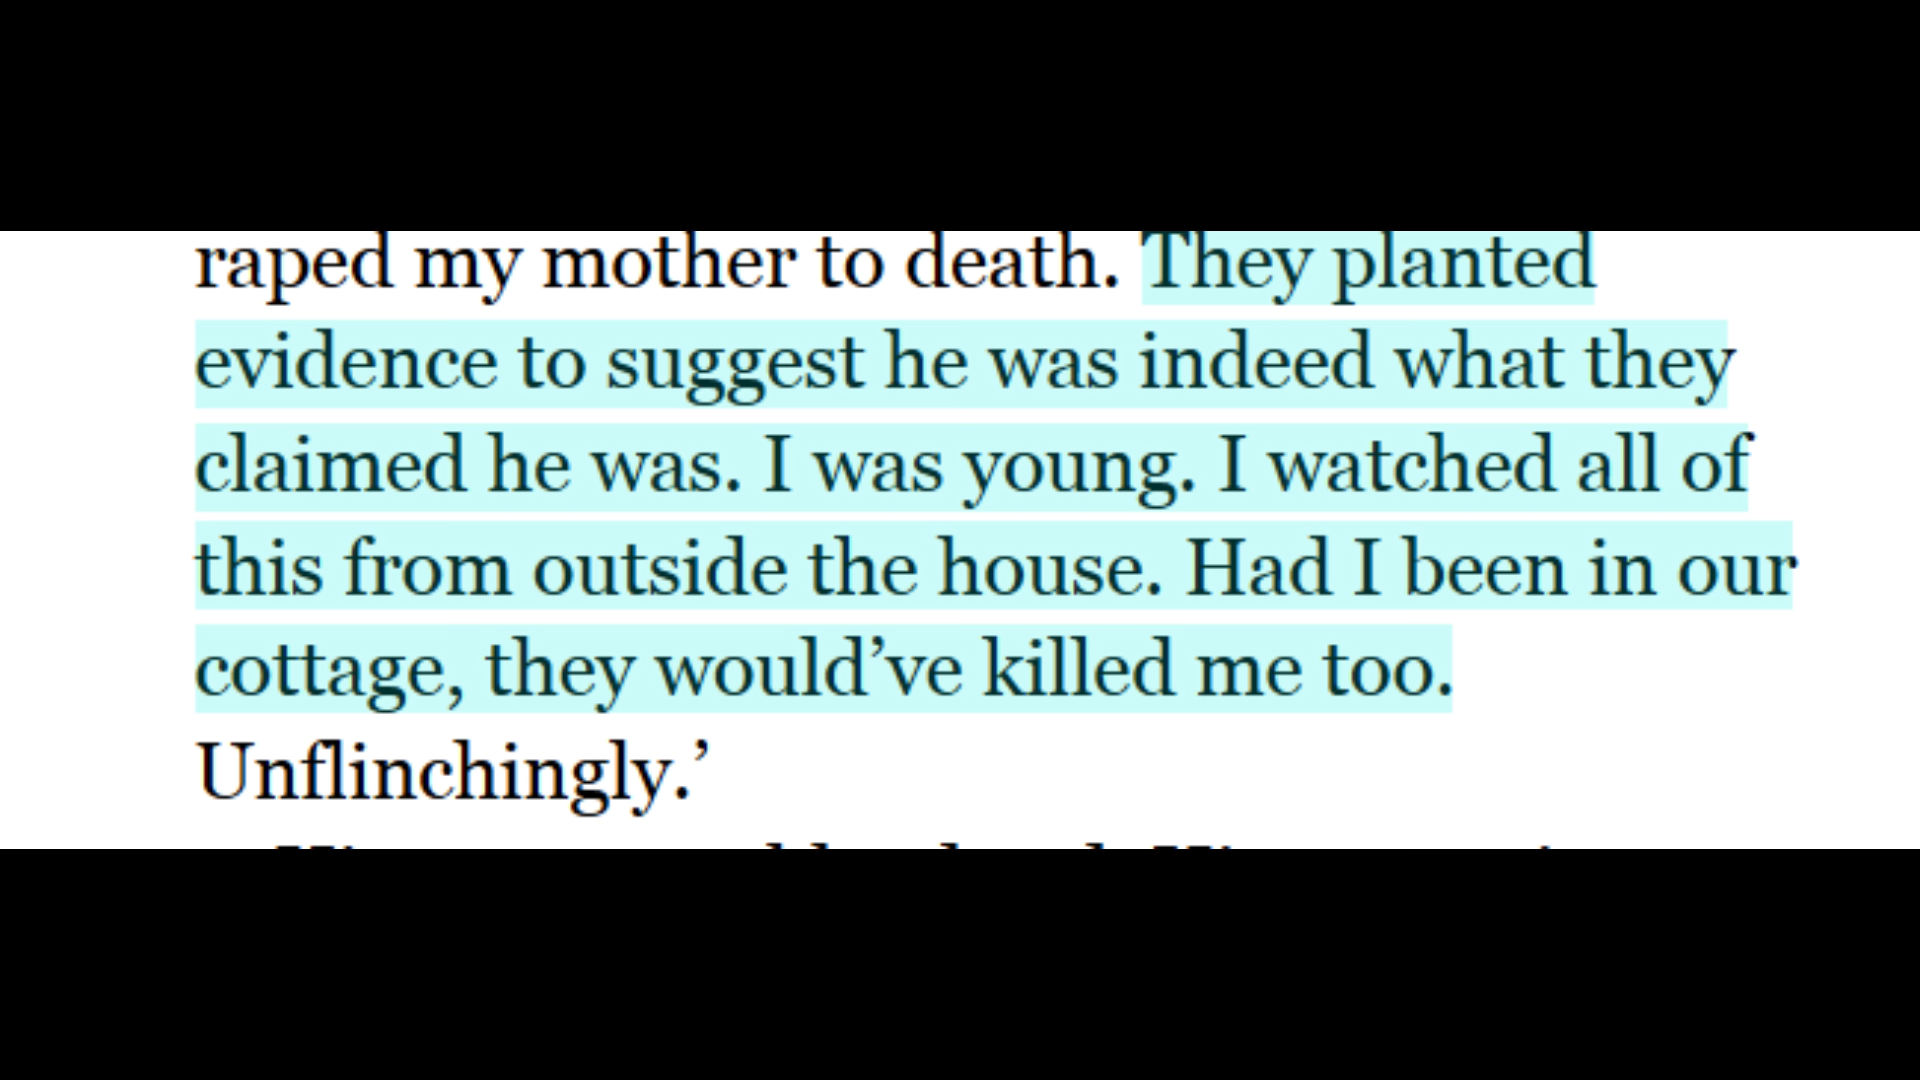 raped my mother to death. They planted
evidence to suggest he was indeed what they
claimed he was. I was young. I watched all of
this from outside the house. Had I been in our
cottage, they would’ve killed me too.
Unflinchingly.’